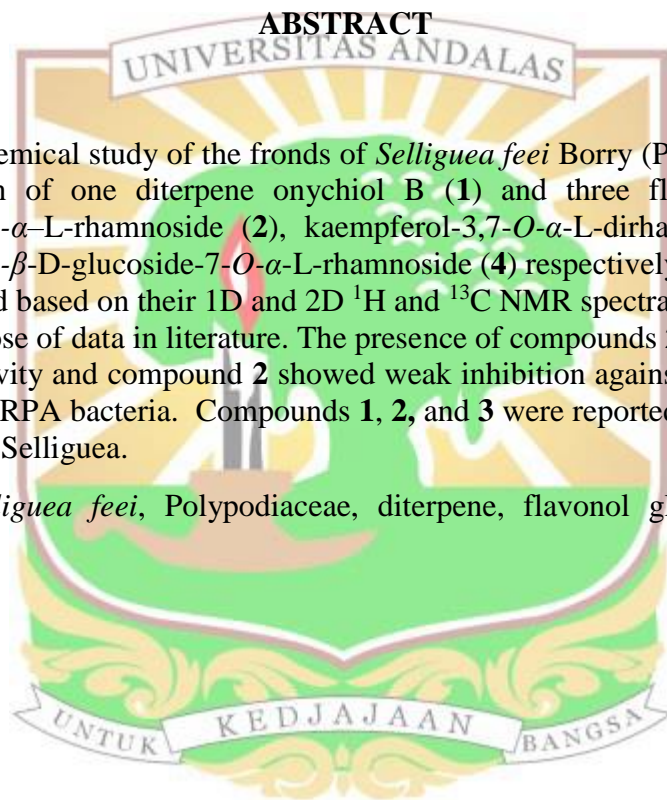 ABSTRACT
UNIVERSITAS ANDALAS
emical study of the fronds of Selliguea feei Borry (P
of one diterpene onychiol B (1) and three fl
-α–L-rhamnoside (2), kaempferol-3,7-O-α-L-dirha
-β-D-glucoside-7-O-α-L-rhamnoside (4) respectively
d based on their 1D and 2D ¹H and ¹³C NMR spectra
ose of data in literature. The presence of compounds
vity and compound 2 showed weak inhibition against
RPA bacteria. Compounds 1, 2, and 3 were reported
Selliguea.
liguea feei, Polypodiaceae, diterpene, flavonol gl
UNTUK KEDJAJAAN BANGSA